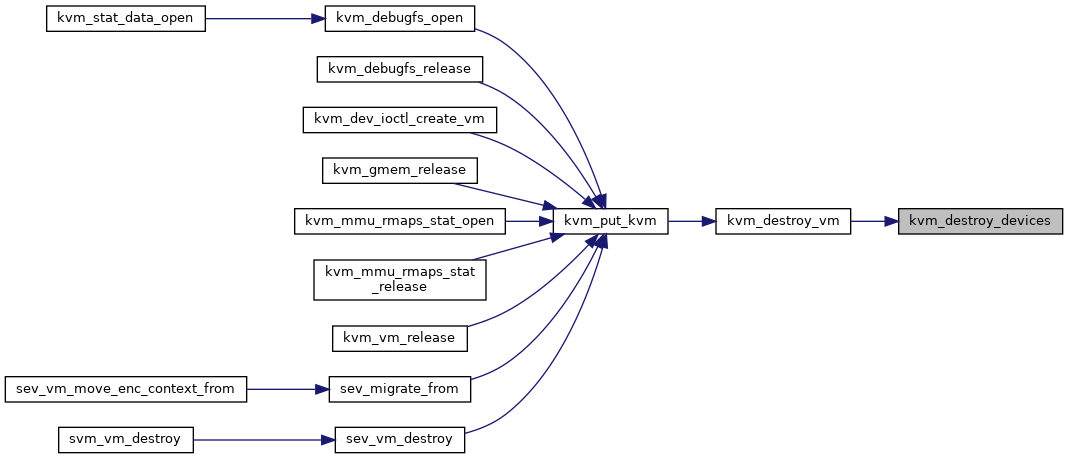 kvm_stat_data_open
kvm_debugfs_open
kvm_debugfs_release
kvm_dev_ioctl_create_vm
kvm_gmem_release
kvm_mmu_rmaps_stat_open
kvm_put_kvm
kvm_destroy_vm
kvm_destroy_devices
kvm_mmu_rmaps_stat
_release
kvm_vm_release
sev_vm_move_enc_context_from
sev_migrate_from
svm_vm_destroy
sev_vm_destroy